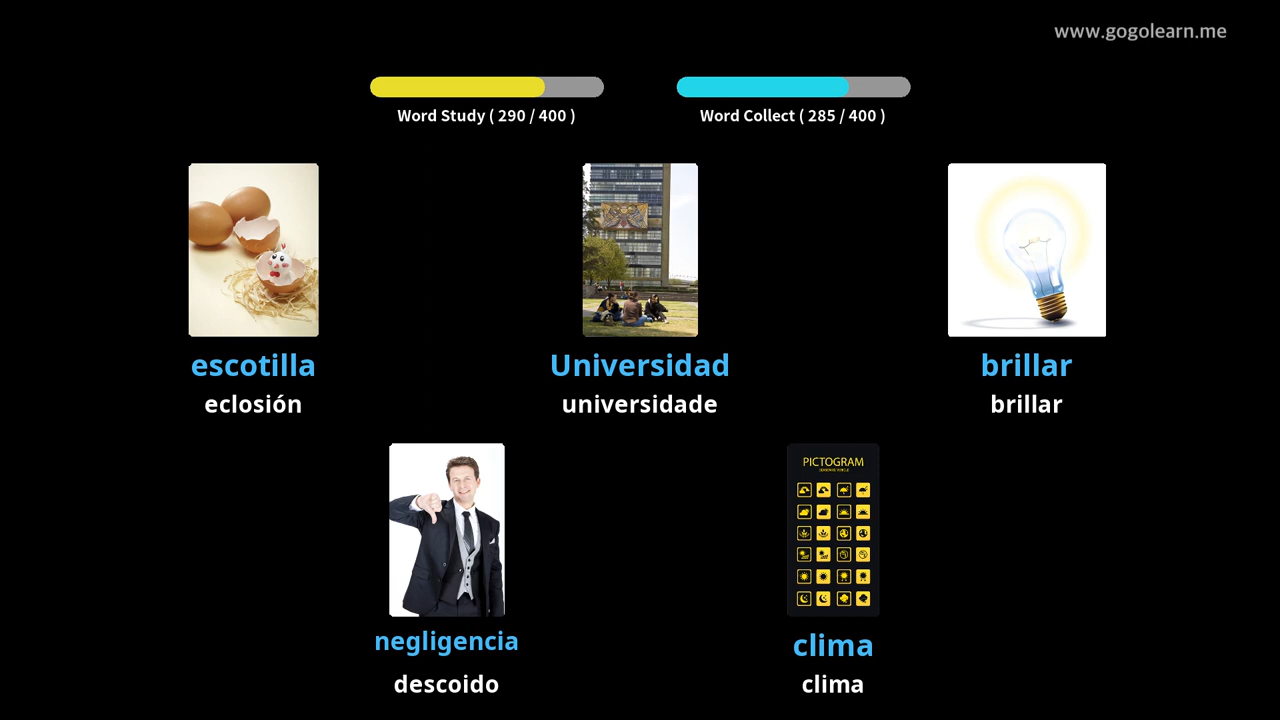 www.gogolearn.me
Word Study ( 290 / 400 )
Word Collect ( 285 / 400 )
escotilla
eclosión
Universidad
universidade
brillar
brillar
PICTOGRAM
negligencia
descoido
clima
clima